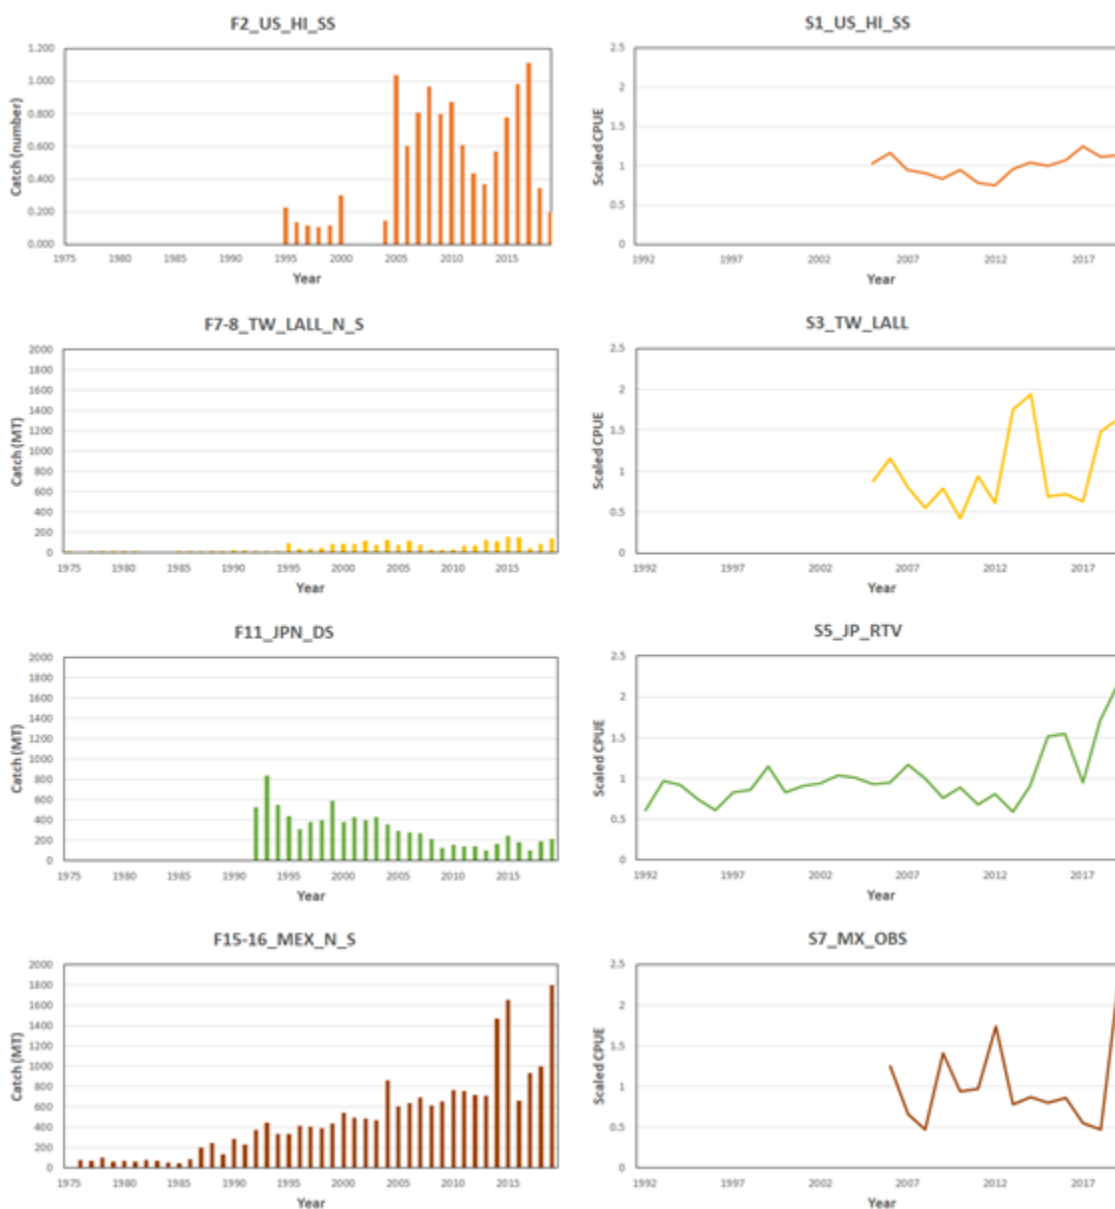 F2_US_HI_SS
1.200
1.000
0.800
0.600
0.400
0.200
0.000
Catch (number)
1975 1980 1985 1990 1995 2000 2005 2010 2015
Year
S1_US_HI_SS
2.5
2
1.5
1
0.5
0
Scaled CPUE
1992 1997 2002 2007 2012 2017
Year
F7-8_TW_LALL_N_S
2000
1800
1600
1400
1200
1000
800
600
400
200
0
Catch (MT)
1975 1980 1985 1990 1995 2000 2005 2010 2015
Year
S3_TW_LALL
2.5
2
1.5
1
0.5
0
Scaled CPUE
1992 1997 2002 2007 2012 2017
Year
F11_JPN_DS
2000
1800
1600
1400
1200
1000
800
600
400
200
0
Catch (MT)
1975 1980 1985 1990 1995 2000 2005 2010 2015
Year
S5_JP_RTV
2.5
2
1.5
1
0.5
0
Scaled CPUE
1992 1997 2002 2007 2012 2017
Year
F15-16_MEX_N_S
2000
1800
1600
1400
1200
1000
800
600
400
200
0
Catch (MT)
1975 1980 1985 1990 1995 2000 2005 2010 2015
Year
S7_MX_OBS
2.5
2
1.5
1
0.5
0
Scaled CPUE
1992 1997 2002 2007 2012 2017
Year